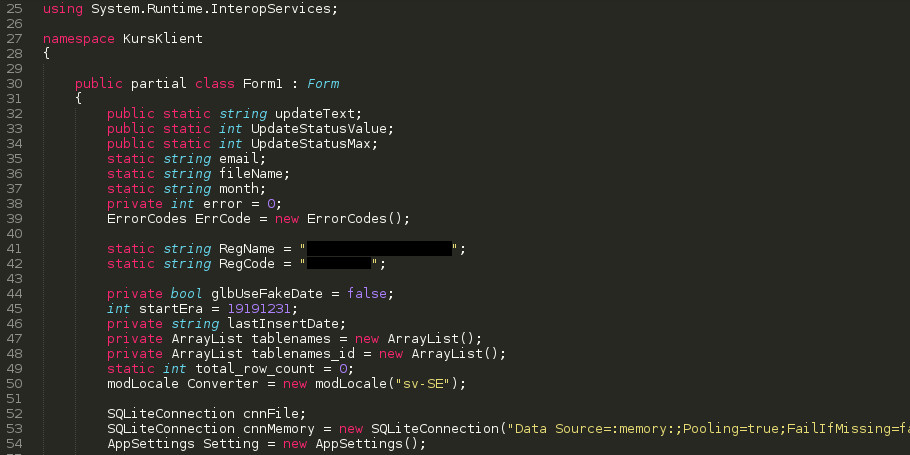 25 using System.Runtime.InteropServices;
26
27 namespace KursKlient
28 {
29
30 public partial class Form1 : Form
31 {
32 public static string updateText;
33 public static int UpdateStatusValue;
34 public static int UpdateStatusMax;
35 static string email;
36 static string fileName;
37 static string month;
38 private int error = 0;
39 ErrorCodes ErrCode = new ErrorCodes();
40
41 static string RegName = "";
42 static string RegCode = "";
43
44 private bool glbUseFakeDate = false;
45 int startEra = 19191231;
46 private string lastInsertDate;
47 private ArrayList tablenames = new ArrayList();
48 private ArrayList tablenames_id = new ArrayList();
49 static int total_row_count = 0;
50 modLocale Converter = new modLocale("sv-SE");
51
52 SQLiteConnection cnnFile;
53 SQLiteConnection cnnMemory = new SQLiteConnection("Data Source=:memory:;Pooling=true;FailIfMissing=fa
54 AppSettings Setting = new AppSettings();